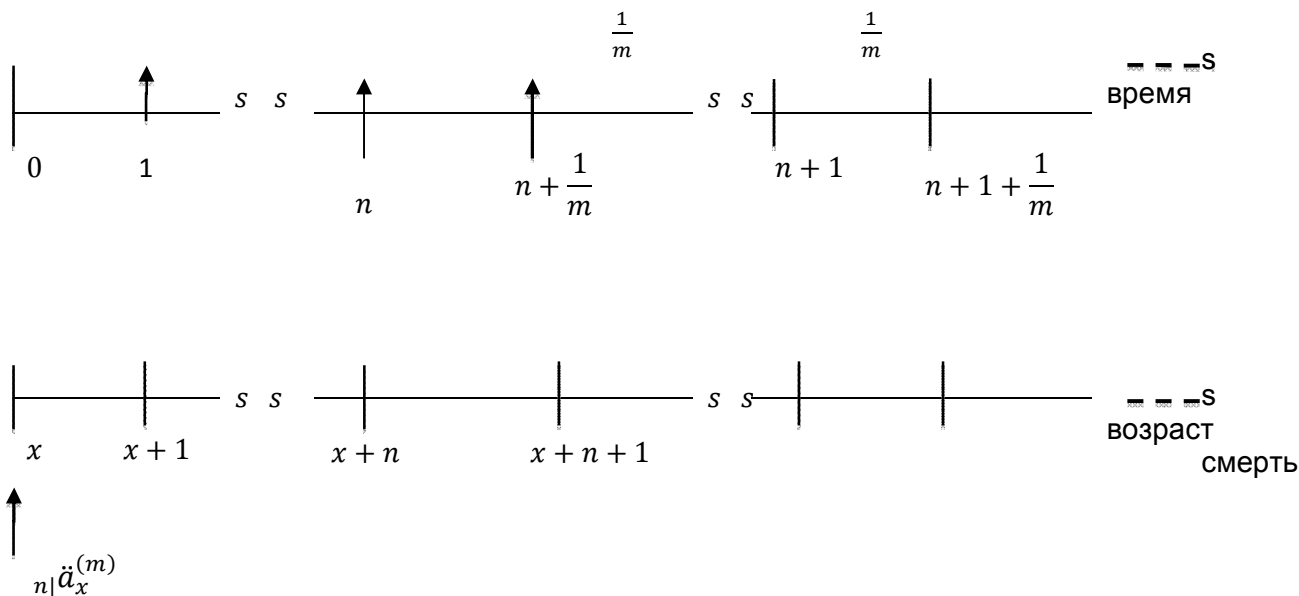 1/m 1/m
s s s s s
время
0 1 n n + 1/m n + 1 n + 1 + 1/m
s s s s s
возраст
x x + 1 x + n x + n + 1
смерть
n|ä_x^(m)